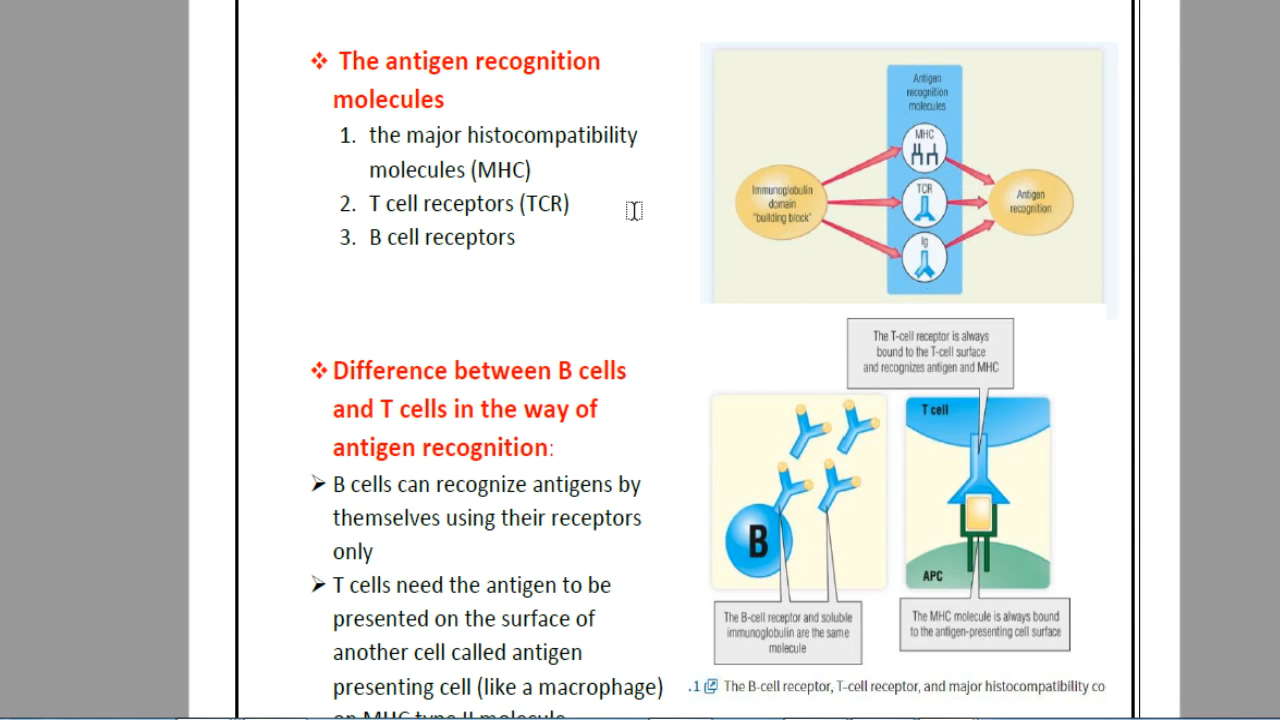 ❖ The antigen recognition
molecules
1. the major histocompatibility
molecules (MHC)
2. T cell receptors (TCR)
3. B cell receptors
Antigen
recognition
molecules
MHC
TCR
Ig
Immunoglobulin
domain
"building block"
Antigen
recognition
❖ Difference between B cells
and T cells in the way of
antigen recognition:
➢ B cells can recognize antigens by
themselves using their receptors
only
➢ T cells need the antigen to be
presented on the surface of
another cell called antigen
presenting cell (like a macrophage)
on MHC type II molecule
The T-cell receptor is always
bound to the T-cell surface
and recognizes antigen and MHC
B
T cell
APC
The B-cell receptor and soluble
immunoglobulin are the same
molecule
The MHC molecule is always bound
to the antigen-presenting cell surface
.1 The B-cell receptor, T-cell receptor, and major histocompatibility co